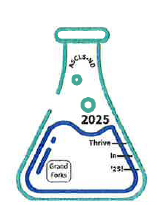 ASCLS-ND
2025
Thrive
In
'25!
Grand
Forks